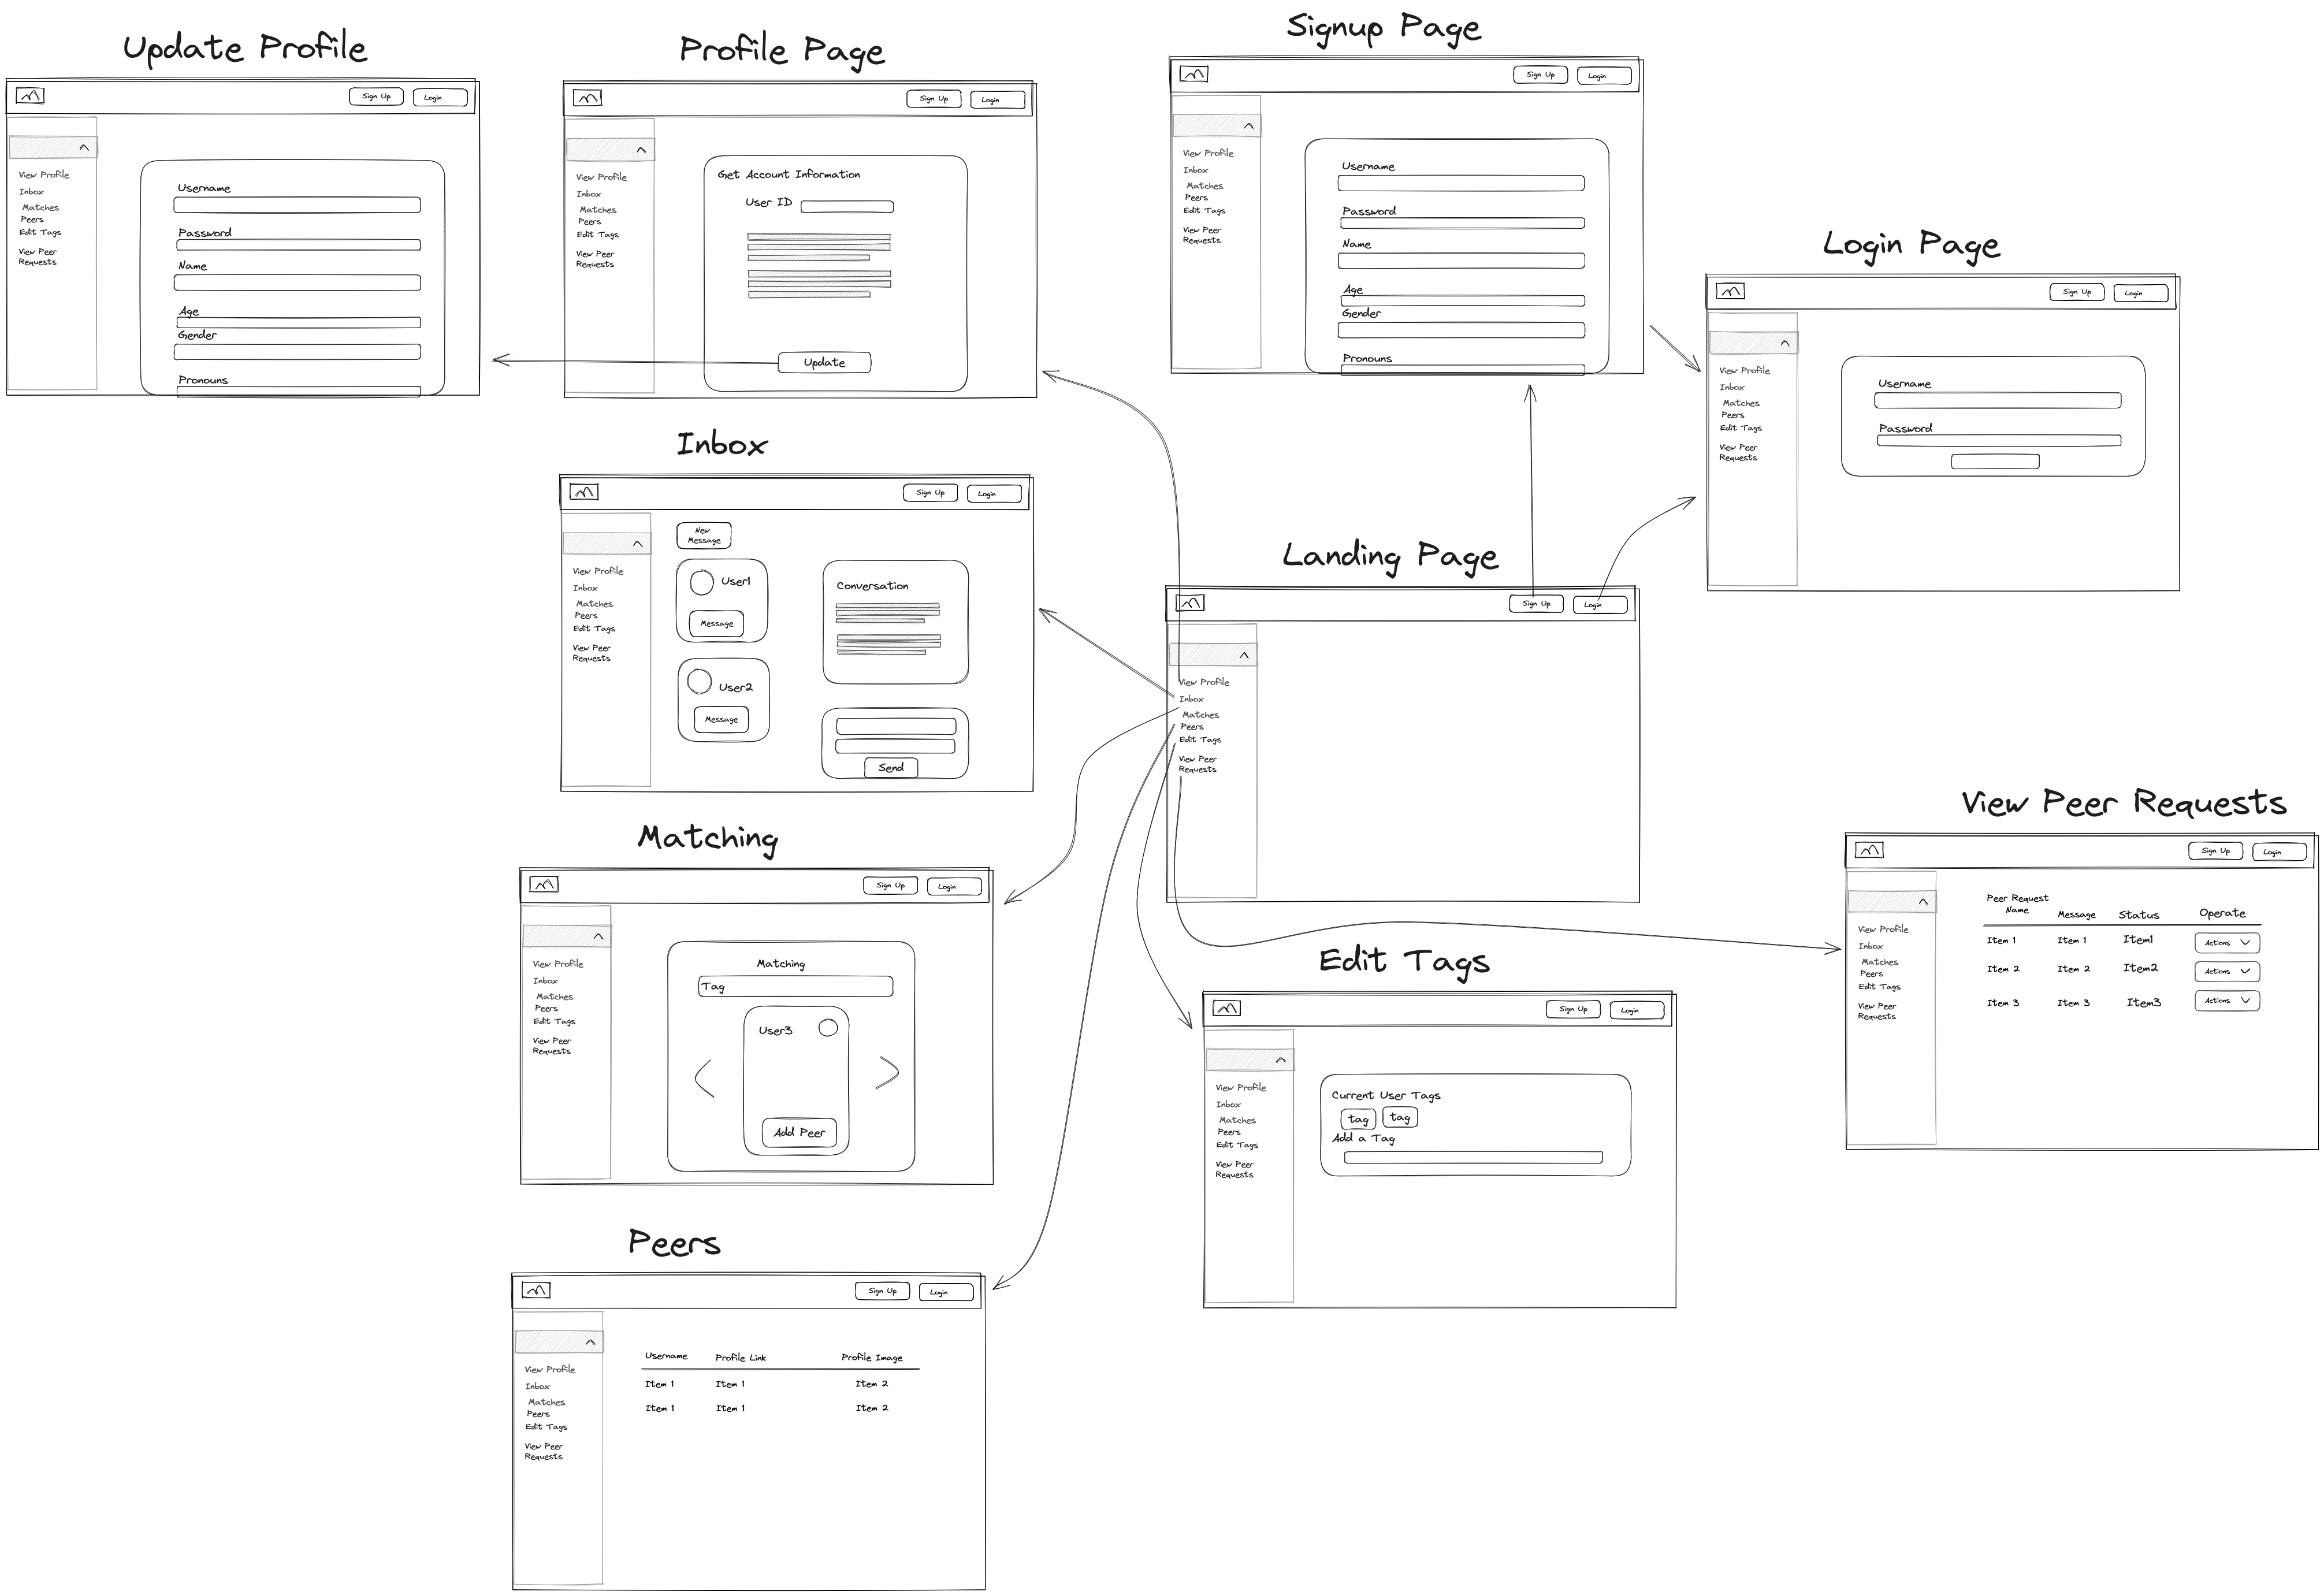 Update Profile
Sign Up
Login
View Profile
Inbox
Matches
Peers
Edit Tags
View Peer
Requests
Username
Password
Name
Age
Gender
Pronouns
Profile Page
Sign Up
Login
View Profile
Inbox
Matches
Peers
Edit Tags
View Peer
Requests
Get Account Information
User ID
Update
Signup Page
Sign Up
Login
View Profile
Inbox
Matches
Peers
Edit Tags
View Peer
Requests
Username
Password
Name
Age
Gender
Pronouns
Login Page
Sign Up
Login
View Profile
Inbox
Matches
Peers
Edit Tags
View Peer
Requests
Username
Password
Inbox
Sign Up
Login
View Profile
Inbox
Matches
Peers
Edit Tags
View Peer
Requests
New
Message
User1
Message
User2
Message
Conversation
Send
Landing Page
Sign Up
Login
View Profile
Inbox
Matches
Peers
Edit Tags
View Peer
Requests
Matching
Sign Up
Login
View Profile
Inbox
Matches
Peers
Edit Tags
View Peer
Requests
Matching
Tag
User3
Add Peer
View Peer Requests
Sign Up
Login
View Profile
Inbox
Matches
Peers
Edit Tags
View Peer
Requests
Peer Request
Name Message Status Operate
Item 1 Item 1 Item1 Actions
Item 2 Item 2 Item2 Actions
Item 3 Item 3 Item3 Actions
Edit Tags
Sign Up
Login
View Profile
Inbox
Matches
Peers
Edit Tags
View Peer
Requests
Current User Tags
tag tag
Add a Tag
Peers
Sign Up
Login
View Profile
Inbox
Matches
Peers
Edit Tags
View Peer
Requests
Username Profile Link Profile Image
Item 1 Item 1 Item 2
Item 1 Item 1 Item 2